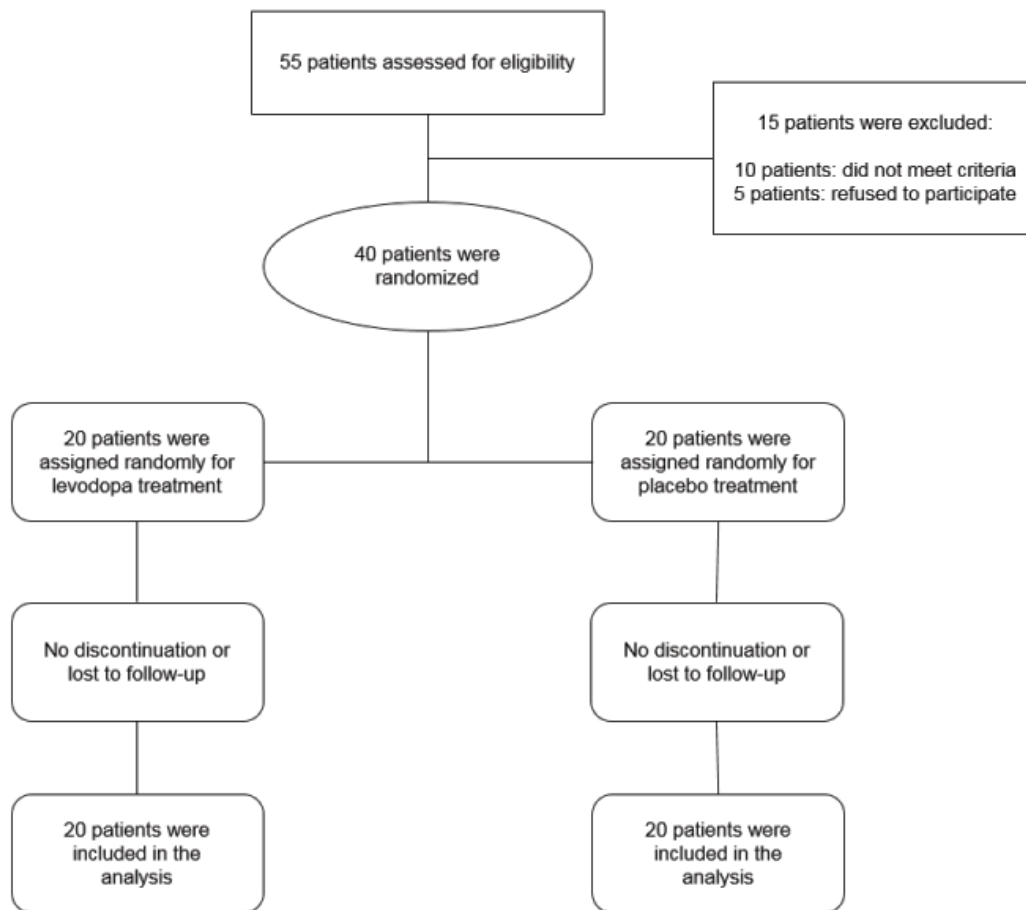 55 patients assessed for eligibility
15 patients were excluded:
10 patients: did not meet criteria
5 patients: refused to participate
40 patients were
randomized
20 patients were
assigned randomly for
levodopa treatment
20 patients were
assigned randomly for
placebo treatment
No discontinuation or
lost to follow-up
No discontinuation or
lost to follow-up
20 patients were
included in the
analysis
20 patients were
included in the
analysis